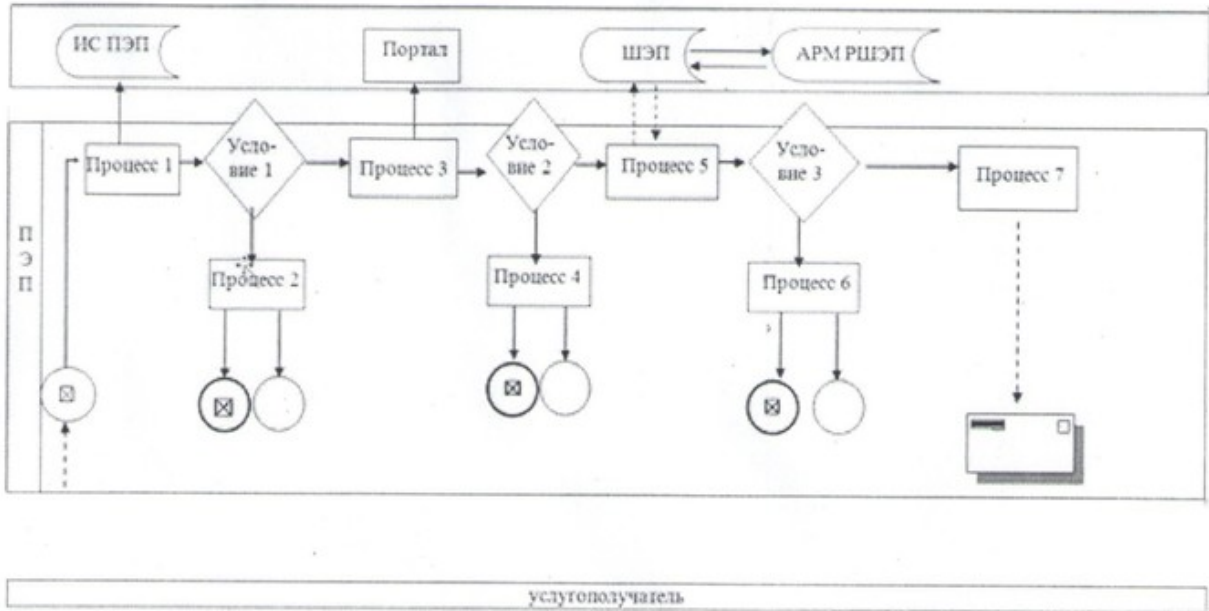 ИС ПЭП
Портал
ШЭП
АРМ РШЭП
Процесс 1
Усло-
вие 1
Процесс 3
Усло-
вие 2
Процесс 5
Усло-
вие 3
Процесс 7
П
Э
П
Процесс 2
Процесс 4
Процесс 6
услугополучатель